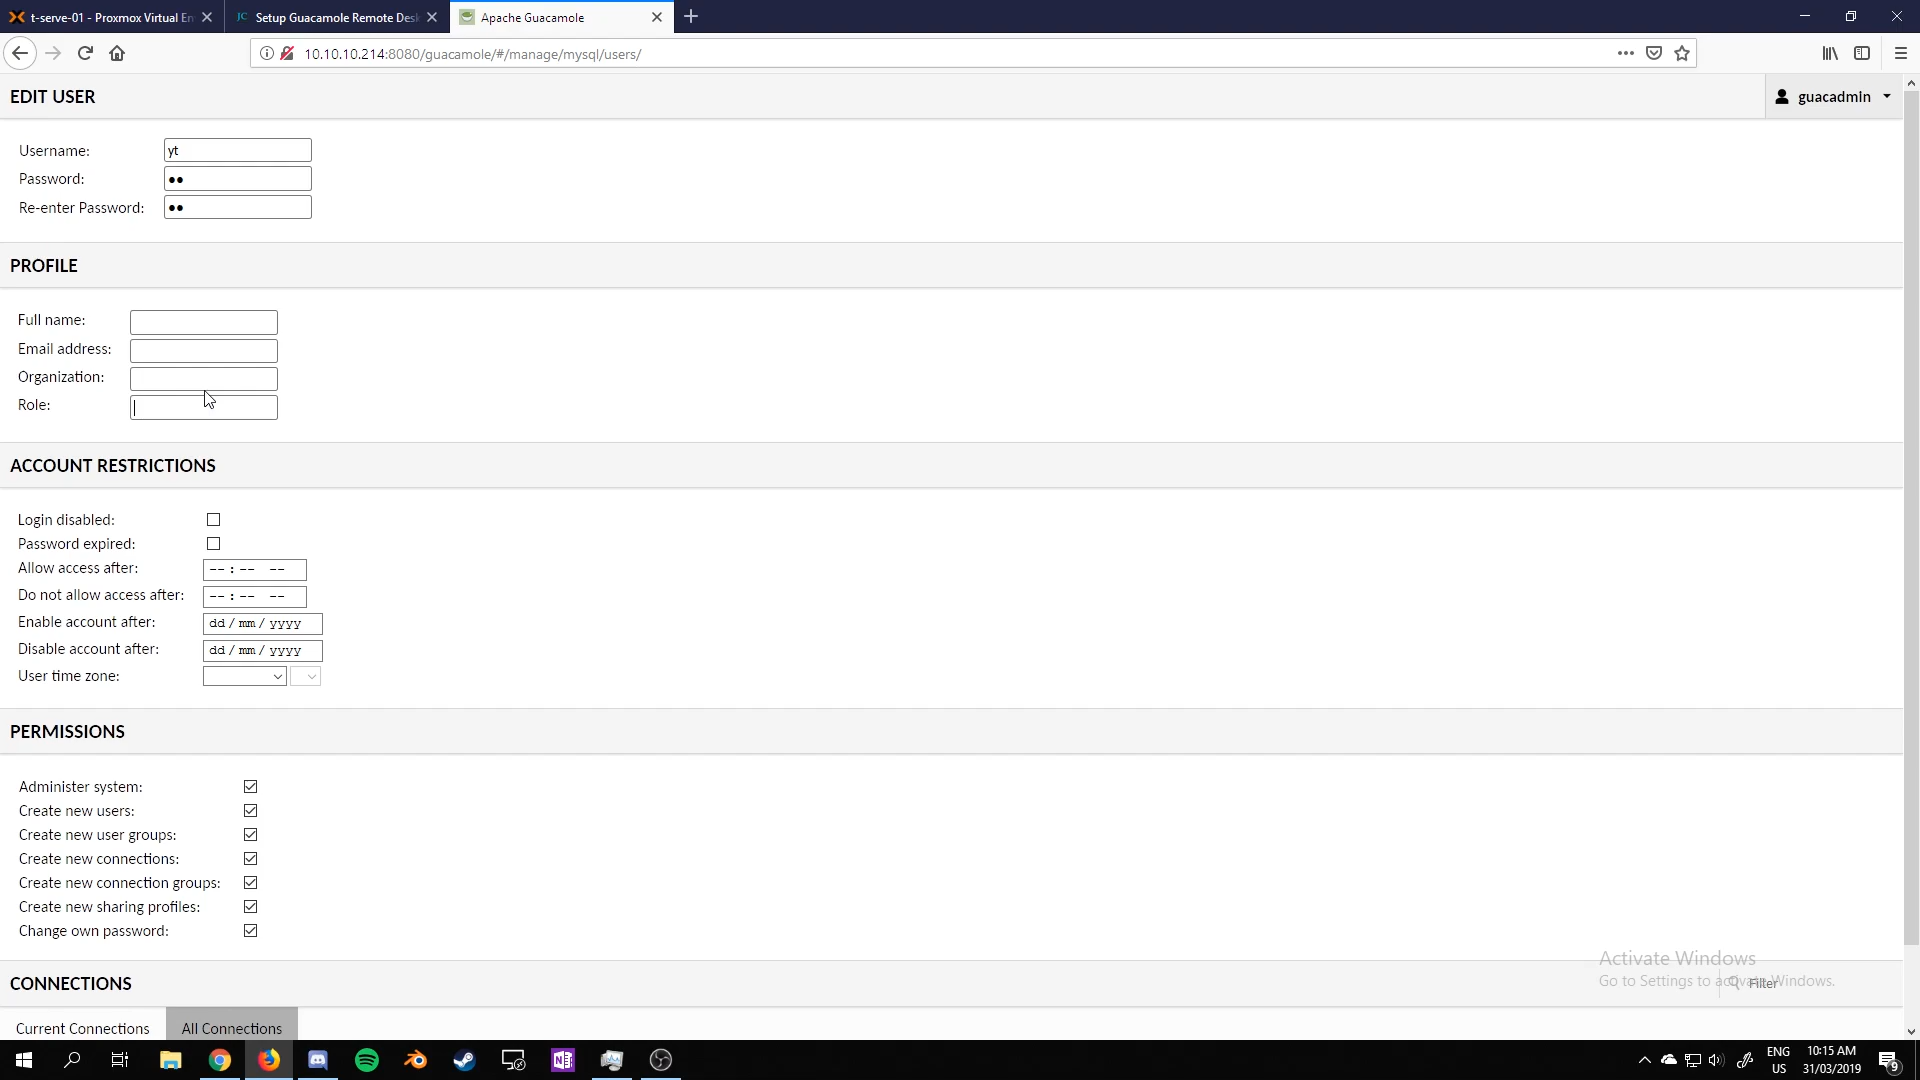 t-serve-01 - Proxmox Virtual En
JC Setup Guacamole Remote Desk
Apache Guacamole
10.10.10.214:8080/guacamole/#/manage/mysql/users/
EDIT USER
guacadmin
Username: yt
Password: ••
Re-enter Password: ••
PROFILE
Full name:
Email address:
Organization:
Role:
ACCOUNT RESTRICTIONS
Login disabled:
Password expired:
Allow access after: --:-- --
Do not allow access after: --:-- --
Enable account after: dd/mm/yyyy
Disable account after: dd/mm/yyyy
User time zone:
PERMISSIONS
Administer system:
Create new users:
Create new user groups:
Create new connections:
Create new connection groups:
Create new sharing profiles:
Change own password:
Activate Windows
Go to Settings to activate Windows.
CONNECTIONS
Filter
Current Connections All Connections
ENG 10:15 AM
US 31/03/2019
9